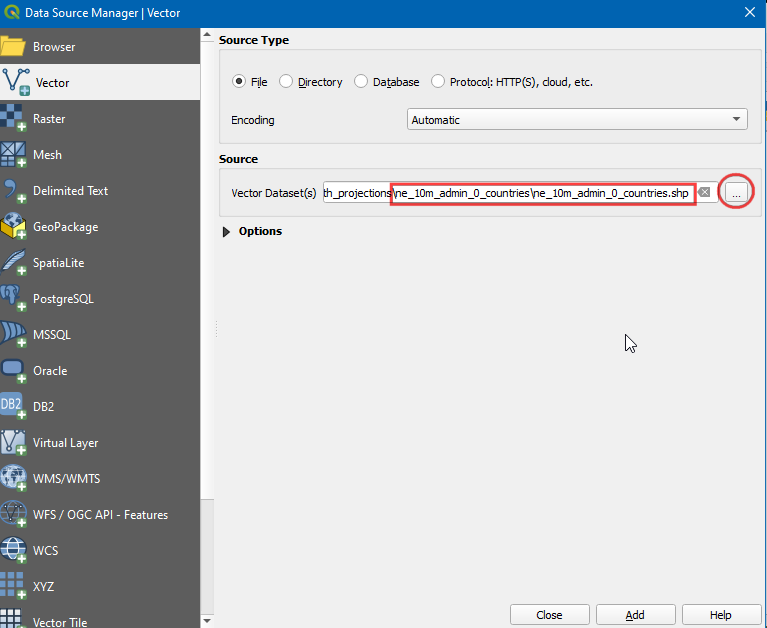 Data Source Manager | Vector
Browser
Vector
Raster
Mesh
Delimited Text
GeoPackage
SpatiaLite
PostgreSQL
MSSQL
Oracle
DB2
DB2
Virtual Layer
WMS/WMTS
WFS / OGC API - Features
WCS
XYZ
Vector Tile
Source Type
File Directory Database Protocol: HTTP(S), cloud, etc.
Encoding Automatic
Source
Vector Dataset(s) th_projections\ne_10m_admin_0_countries\ne_10m_admin_0_countries.shp ...
Options
Close Add Help